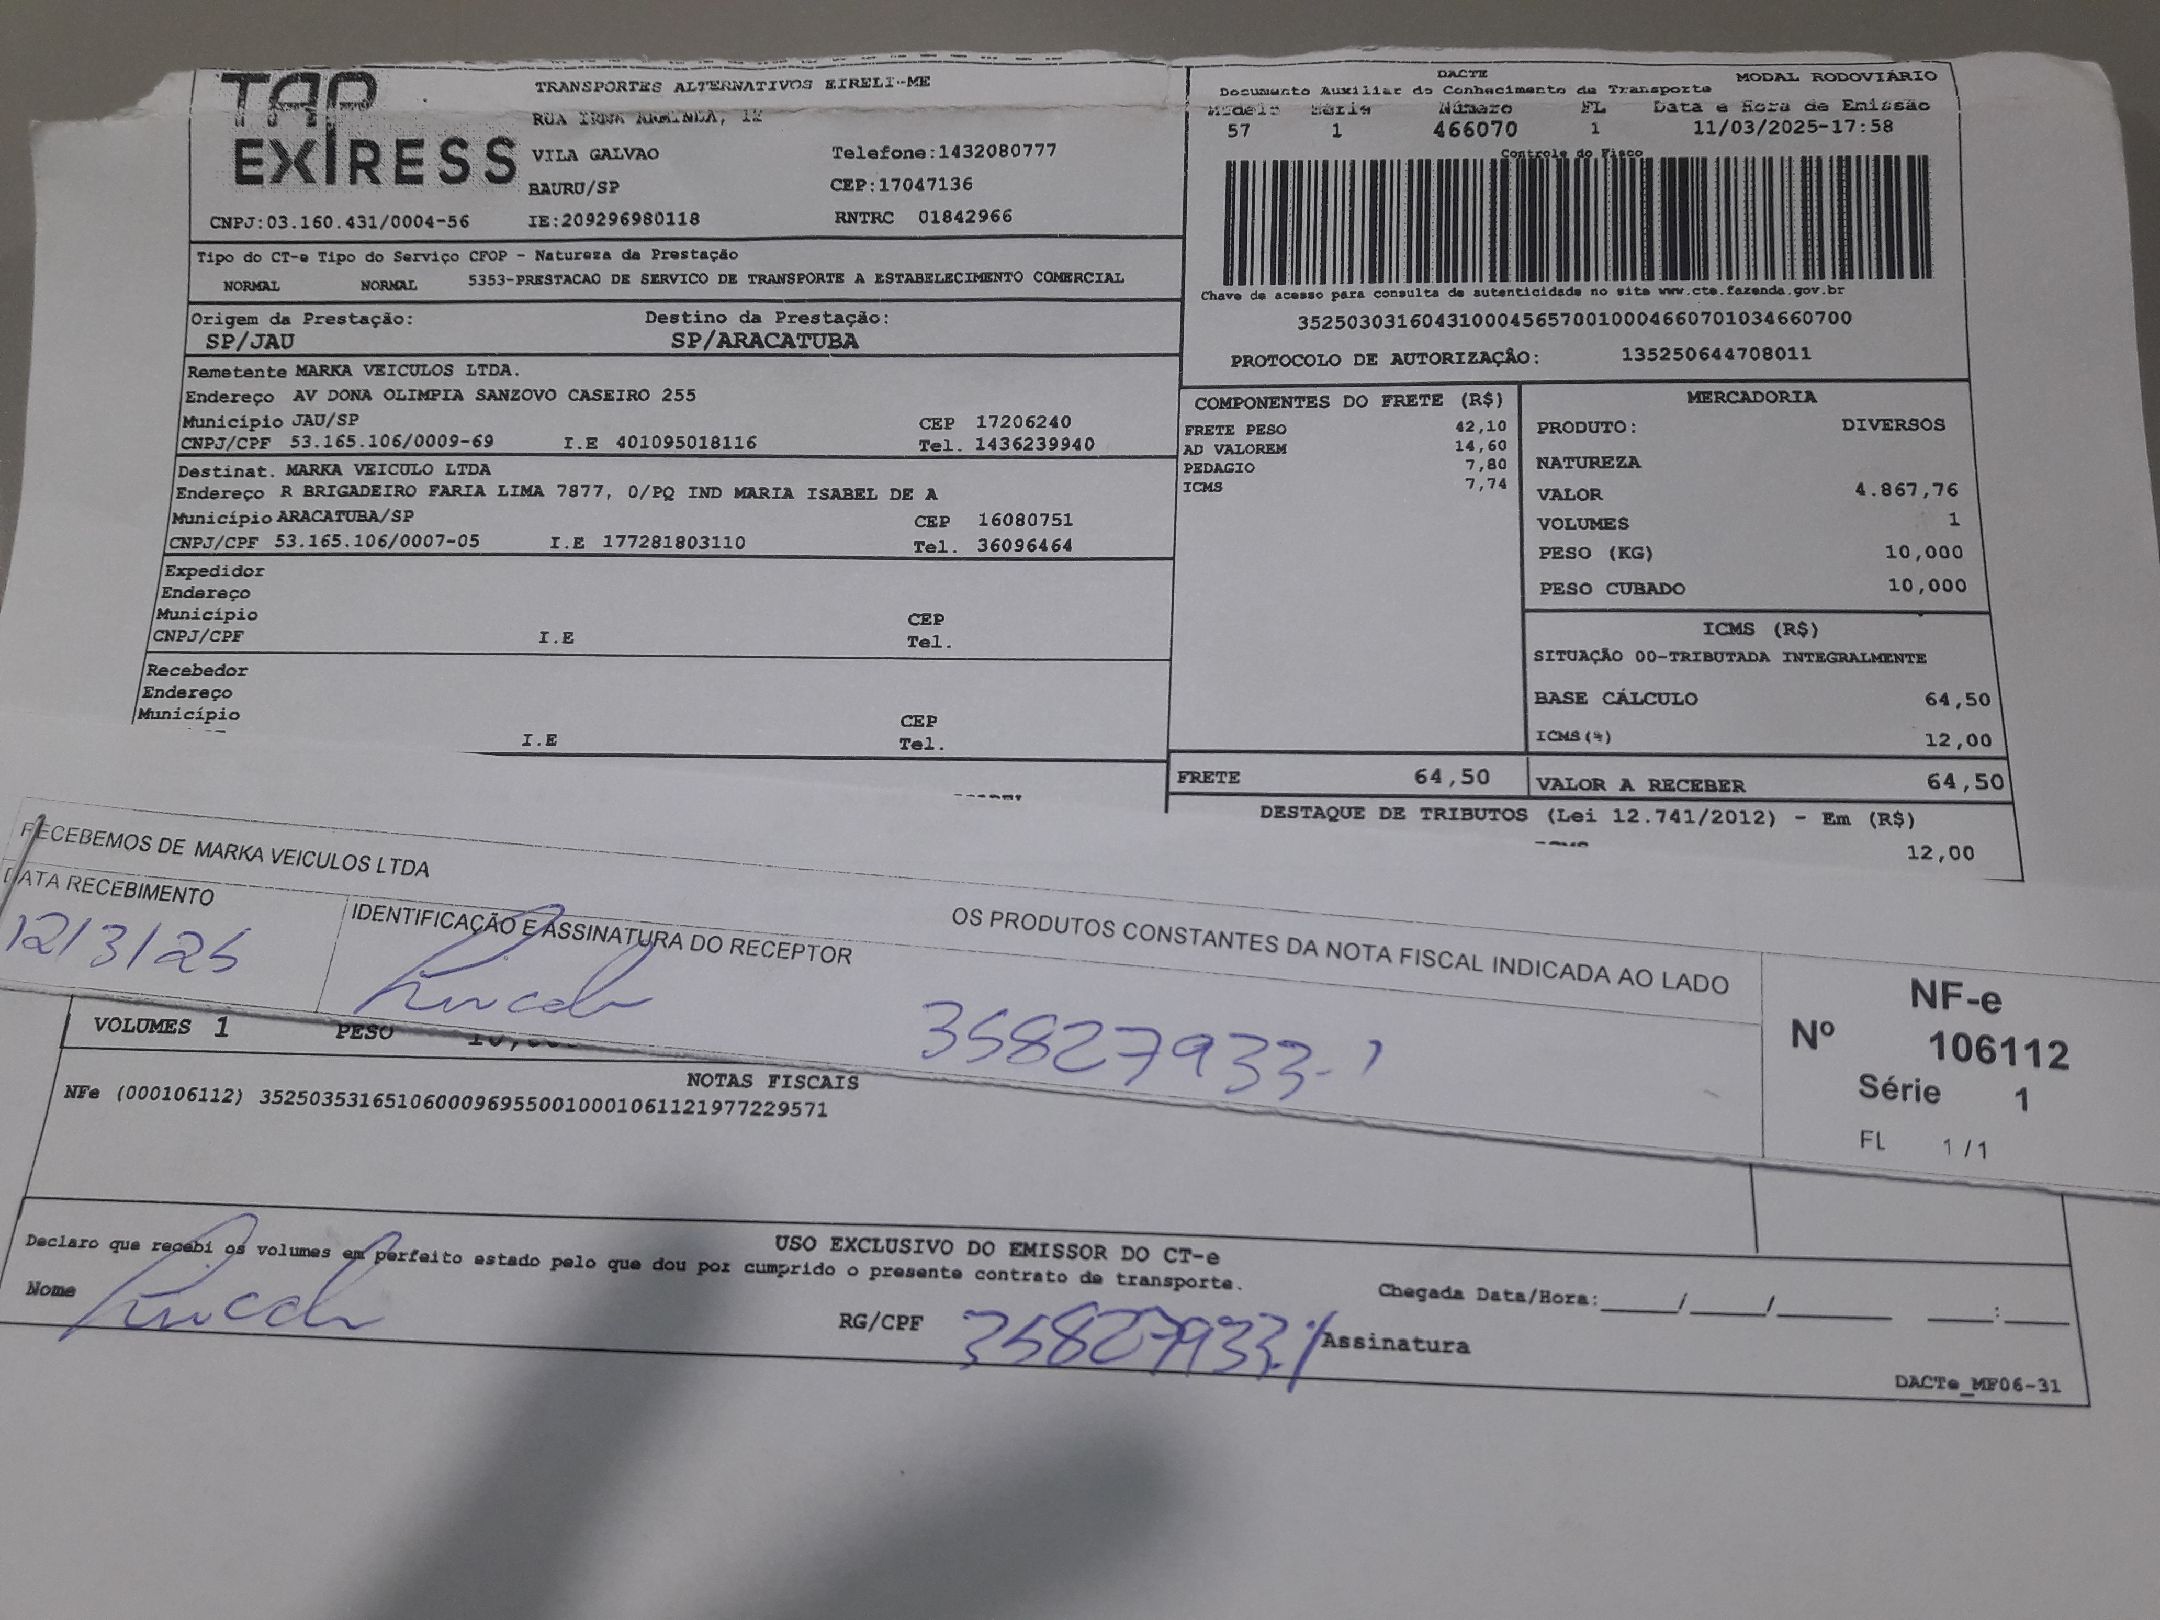 TAP
EXPRESS
TRANSPORTES ALTERNATIVOS EIRELI-ME
RUA IRMA ARMINDA, 12
VILA GALVAO Telefone:1432080777
BAURU/SP CEP:17047136
CNPJ:03.160.431/0004-56 IE:209296980118 RNTRC 01842966
DACTE MODAL RODOVIÁRIO
Documento Auxiliar do Conhecimento de Transporte
Modelo Série Número FL Data e Hora de Emissão
57 1 466070 1 11/03/2025-17:58
Controle do Fisco
Chave de acesso para consulta de autenticidade no site www.cte.fazenda.gov.br
35250303160431000456570010004660701034660700
PROTOCOLO DE AUTORIZAÇÃO: 135250644708011
Tipo do CT-e Tipo do Serviço CFOP - Natureza da Prestação
NORMAL NORMAL 5353-PRESTACAO DE SERVICO DE TRANSPORTE A ESTABELECIMENTO COMERCIAL
Origem da Prestação: Destino da Prestação:
SP/JAU SP/ARACATUBA
Remetente MARKA VEICULOS LTDA.
Endereço AV DONA OLIMPIA SANZOVO CASEIRO 255
Município JAU/SP CEP 17206240
CNPJ/CPF 53.165.106/0009-69 I.E 401095018116 Tel. 1436239940
Destinat. MARKA VEICULO LTDA
Endereço R BRIGADEIRO FARIA LIMA 7877, 0/PQ IND MARIA ISABEL DE A
Município ARACATUBA/SP CEP 16080751
CNPJ/CPF 53.165.106/0007-05 I.E 177281803110 Tel. 36096464
Expedidor
Endereço
Município CEP
CNPJ/CPF I.E Tel.
Recebedor
Endereço
Município CEP
I.E Tel.
COMPONENTES DO FRETE (R$)
FRETE PESO 42,10
AD VALOREM 14,60
PEDAGIO 7,80
ICMS 7,74
FRETE 64,50
MERCADORIA
PRODUTO: DIVERSOS
NATUREZA
VALOR 4.867,76
VOLUMES 1
PESO (KG) 10,000
PESO CUBADO 10,000
ICMS (R$)
SITUAÇÃO 00-TRIBUTADA INTEGRALMENTE
BASE CÁLCULO 64,50
ICMS(%) 12,00
VALOR A RECEBER 64,50
DESTAQUE DE TRIBUTOS (Lei 12.741/2012) - Em (R$)
12,00
RECEBEMOS DE MARKA VEICULOS LTDA OS PRODUTOS CONSTANTES DA NOTA FISCAL INDICADA AO LADO
DATA RECEBIMENTO IDENTIFICAÇÃO E ASSINATURA DO RECEPTOR
12/3/25 35827933-1
NF-e
Nº 106112
Série 1
FL 1/1
VOLUMES 1 PESO
NOTAS FISCAIS
NFe (000106112) 35250353165106000969550010001061121977229571
USO EXCLUSIVO DO EMISSOR DO CT-e
Declaro que recebi os volumes em perfeito estado pelo que dou por cumprido o presente contrato de transporte.
Nome RG/CPF 35827933-1 Assinatura
Chegada Data/Hora:____/____/________ ____:____
DACTe_MF06-31